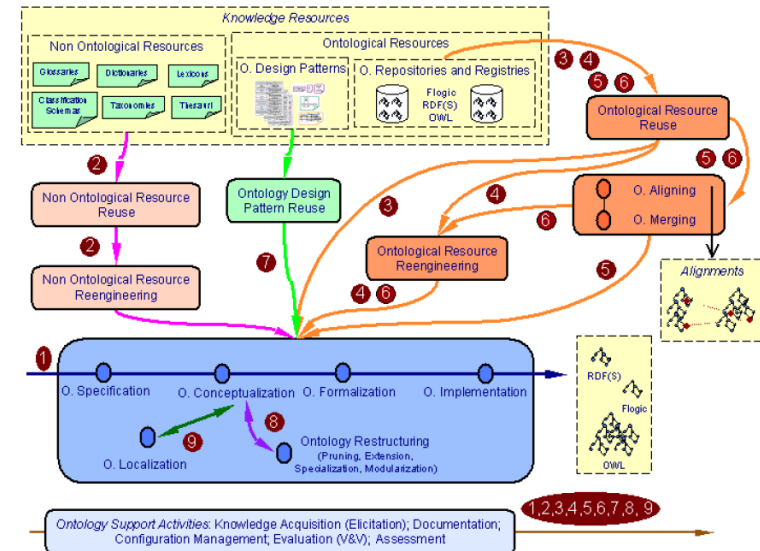 Knowledge Resources
Non Ontological Resources
Glossaries
Dictionaries
Lexicons
Classification
Schemas
Taxonomies
Thesauri
Ontological Resources
O. Design Patterns
O. Repositories and Registries
Flogic
RDF(S)
OWL
3 4
5 6
Ontological Resource
Reuse
2
Non Ontological Resource
Reuse
2
Non Ontological Resource
Reengineering
Ontology Design
Pattern Reuse
7
3
4
5 6
O. Aligning
O. Merging
6
Ontological Resource
Reengineering
4 6
5
Alignments
1
O. Specification
O. Conceptualization
O. Formalization
O. Implementation
9
8
O. Localization
Ontology Restructuring
(Pruning, Extension,
Specialization, Modularization)
RDF(S)
Flogic
OWL
1,2,3,4,5,6,7,8, 9
Ontology Support Activities: Knowledge Acquisition (Elicitation); Documentation;
Configuration Management; Evaluation (V&V); Assessment